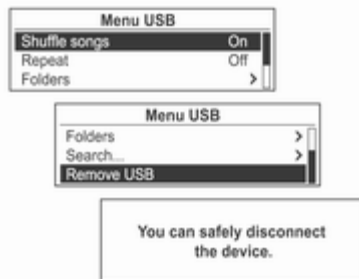 Menu USB
Shuffle songs On
Repeat Off
Folders >
Menu USB
Folders >
Search... >
Remove USB
You can safely disconnect
the device.